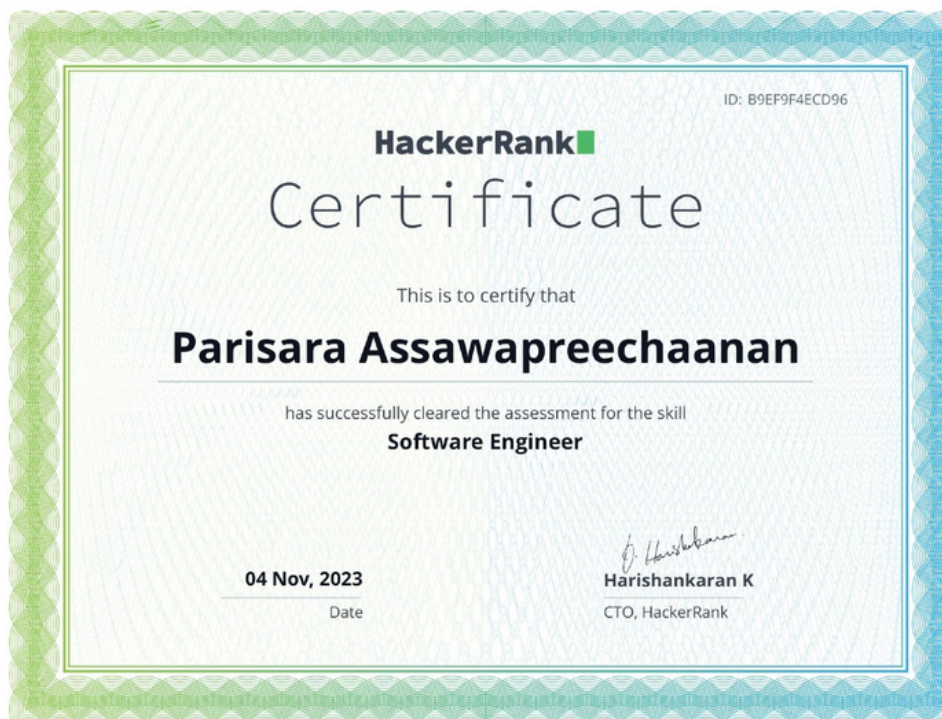 ID: B9EF9F4ECD96
HackerRank
Certificate
This is to certify that
Parisara Assawapreechaanan
has successfully cleared the assessment for the skill
Software Engineer
04 Nov, 2023
Date
Harishankaran K
CTO, HackerRank